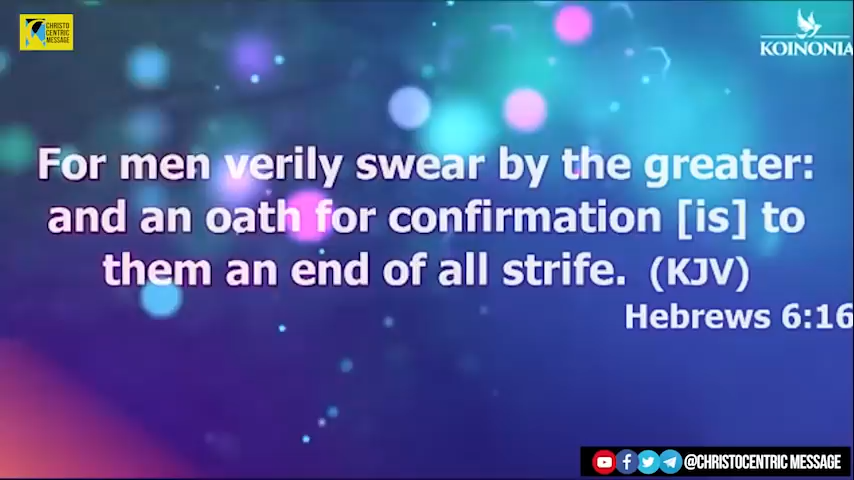 CHRISTO
CENTRIC
MESSAGE
KOINONIA
For men verily swear by the greater:
and an oath for confirmation [is] to
them an end of all strife. (KJV)
Hebrews 6:16
@CHRISTOCENTRIC MESSAGE